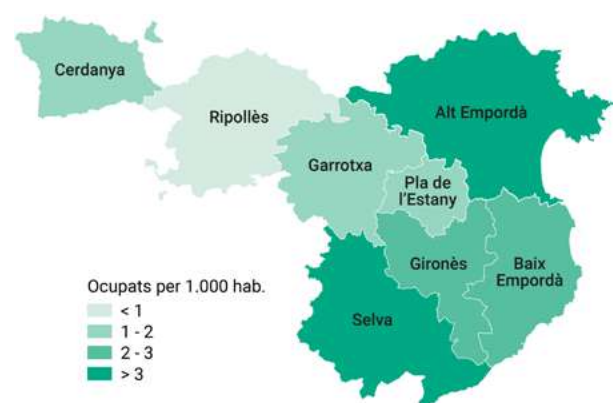 Cerdanya
Ripollès
Alt Empordà
Garrotxa
Pla de
l'Estany
Gironès
Baix
Empordà
Selva
Ocupats per 1.000 hab.
< 1
1 - 2
2 - 3
> 3